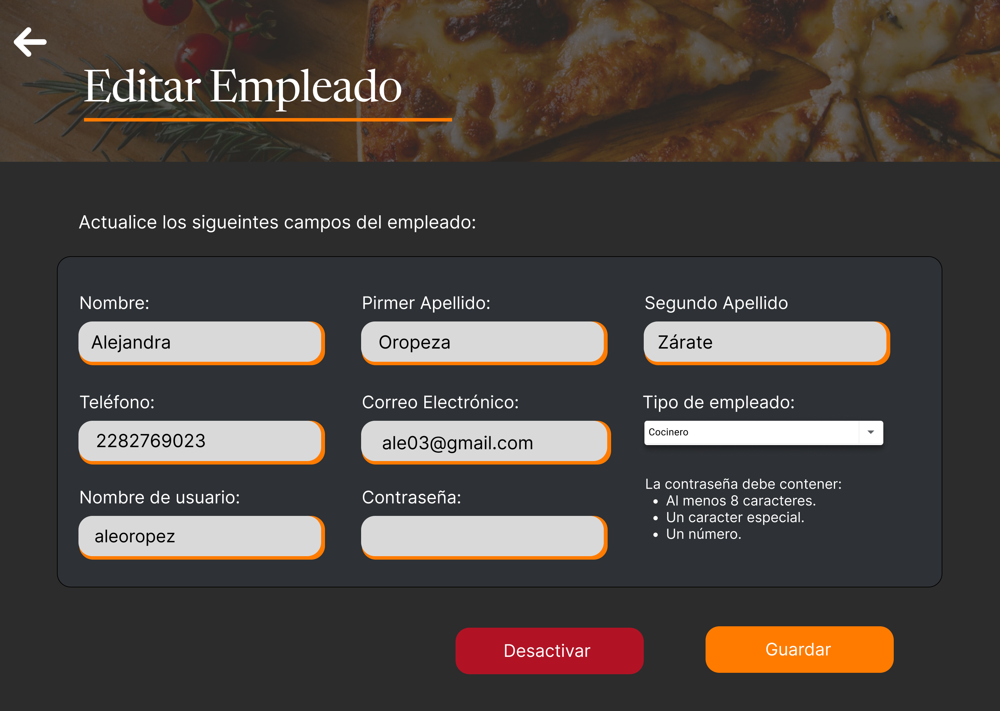 Editar Empleado
Actualice los sigueintes campos del empleado:
Nombre:
Pirmer Apellido:
Segundo Apellido
Alejandra
Oropeza
Zárate
Teléfono:
Correo Electrónico:
Tipo de empleado:
2282769023
ale03@gmail.com
Cocinero
Nombre de usuario:
Contraseña:
aleoropez
La contraseña debe contener:
• Al menos 8 caracteres.
• Un caracter especial.
• Un número.
Desactivar
Guardar